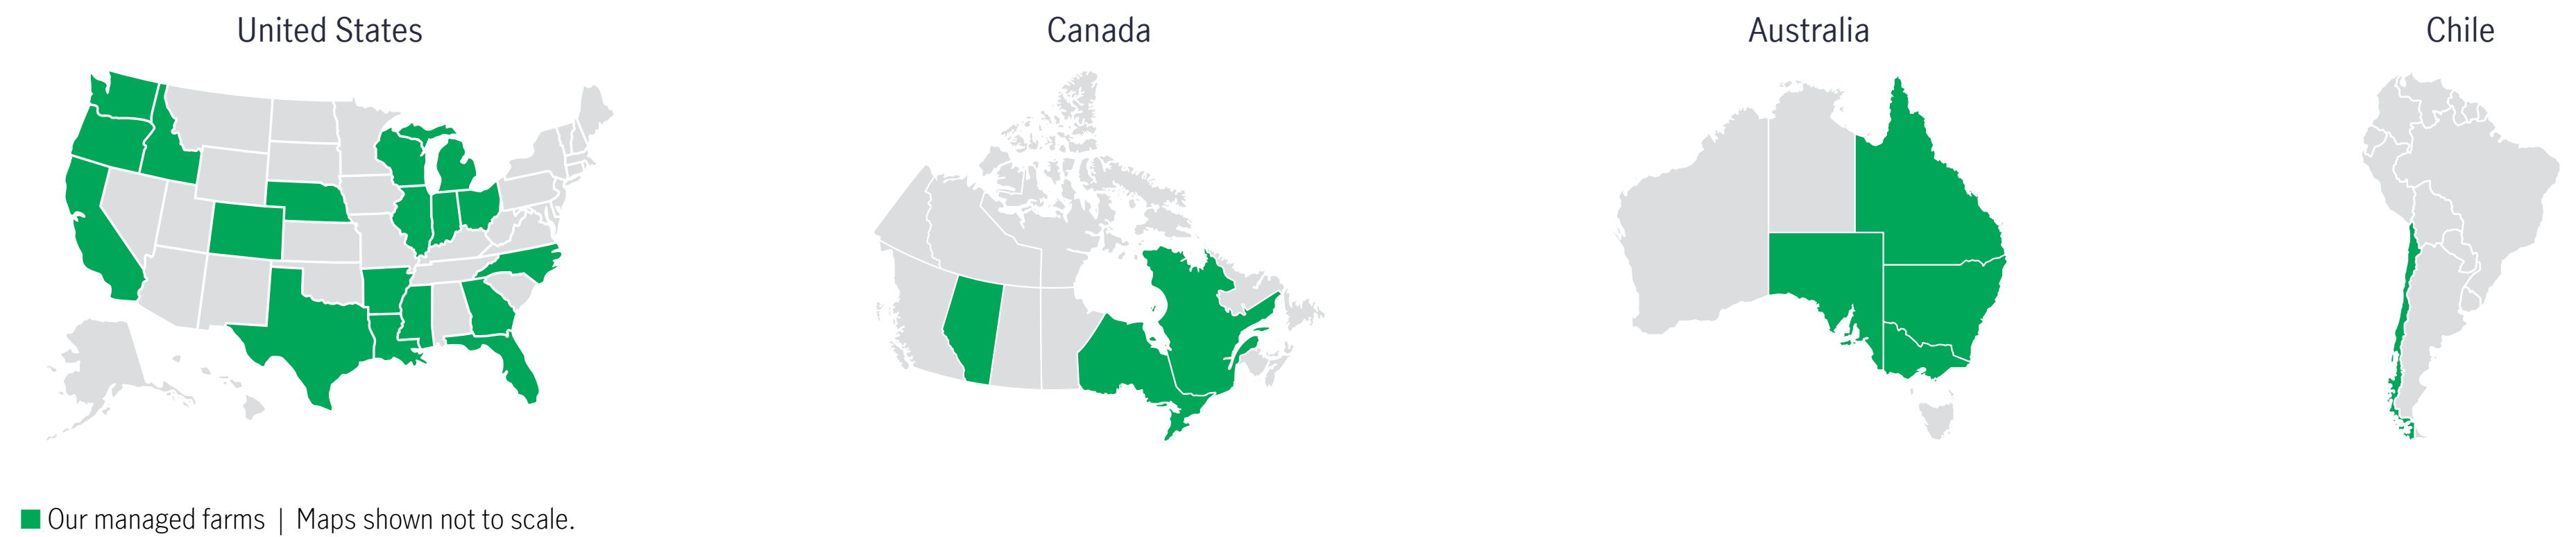 United States
Canada
Australia
Chile
Our managed farms | Maps shown not to scale.